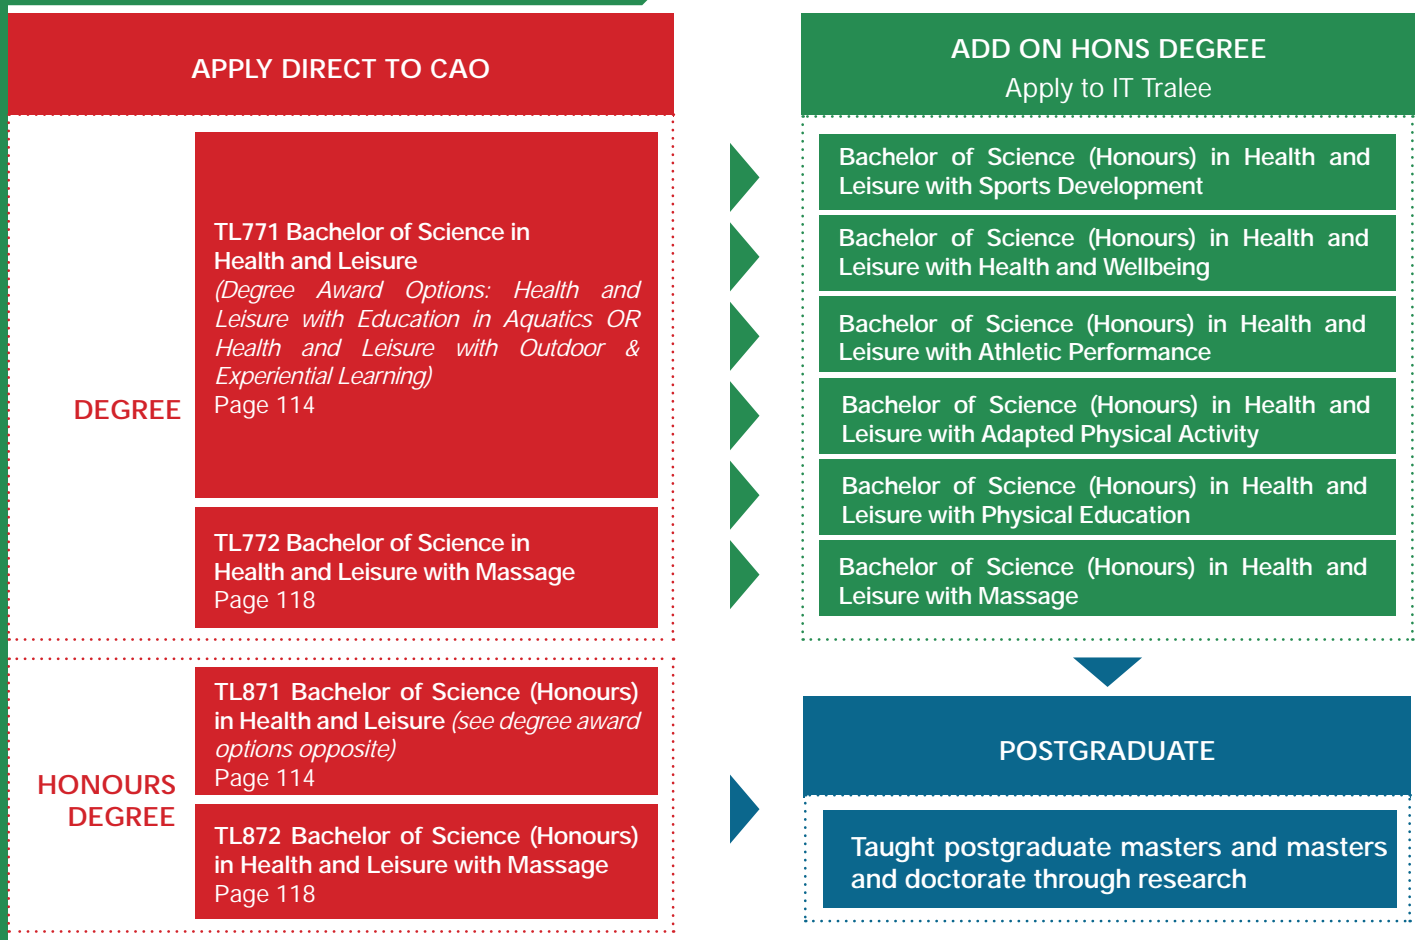 APPLY DIRECT TO CAO
DEGREE
TL771 Bachelor of Science in
Health and Leisure
(Degree Award Options: Health and
Leisure with Education in Aquatics OR
Health and Leisure with Outdoor &
Experiential Learning)
Page 114
TL772 Bachelor of Science in
Health and Leisure with Massage
Page 118
HONOURS
DEGREE
TL871 Bachelor of Science (Honours)
in Health and Leisure (see degree award
options opposite)
Page 114
TL872 Bachelor of Science (Honours)
in Health and Leisure with Massage
Page 118
ADD ON HONS DEGREE
Apply to IT Tralee
Bachelor of Science (Honours) in Health and
Leisure with Sports Development
Bachelor of Science (Honours) in Health and
Leisure with Health and Wellbeing
Bachelor of Science (Honours) in Health and
Leisure with Athletic Performance
Bachelor of Science (Honours) in Health and
Leisure with Adapted Physical Activity
Bachelor of Science (Honours) in Health and
Leisure with Physical Education
Bachelor of Science (Honours) in Health and
Leisure with Massage
POSTGRADUATE
Taught postgraduate masters and masters
and doctorate through research